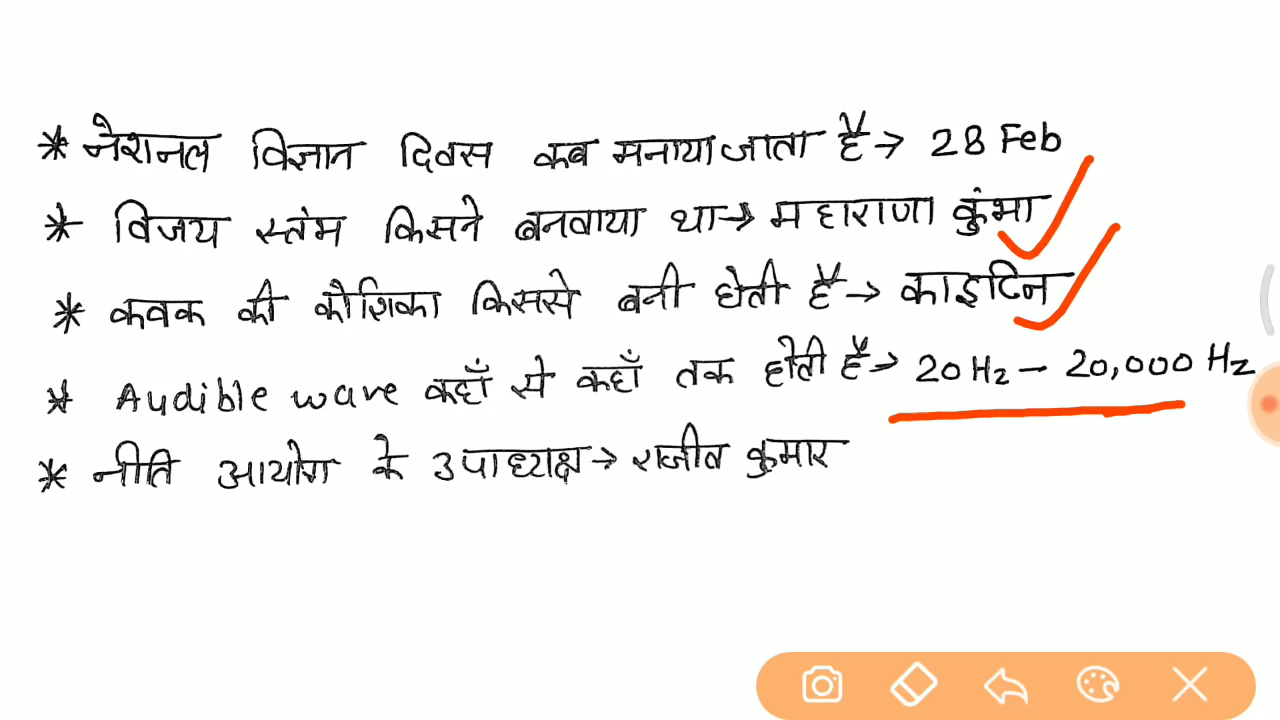 * नेशनल विज्ञान दिवस कब मनाया जाता है → 28 Feb
* विजय स्तंम किसने बनवाया था → महाराणा कुंभा
* कवक की कोशिका किससे बनी होती है → काइटिन
* Audible wave कहाँ से कहाँ तक होती है → 20 Hz – 20,000 Hz
* नीति आयोग के उपाध्यक्ष → राजीव कुमार